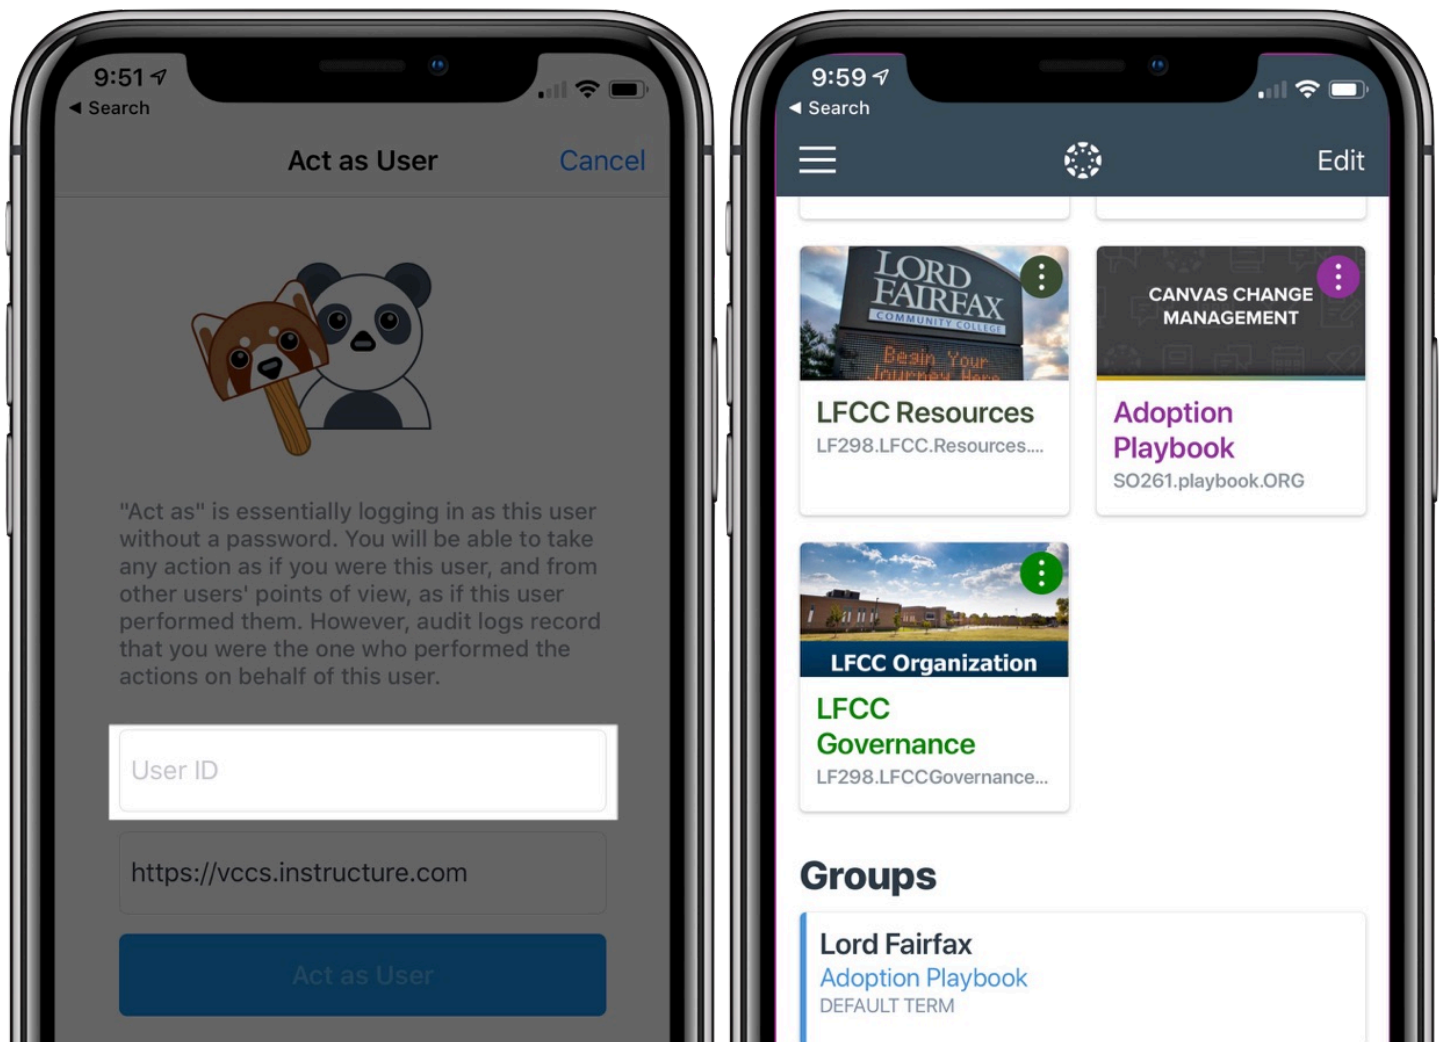 9:51
◀ Search
Act as User
Cancel
"Act as" is essentially logging in as this user
without a password. You will be able to take
any action as if you were this user, and from
other users' points of view, as if this user
performed them. However, audit logs record
that you were the one who performed the
actions on behalf of this user.
User ID
https://vccs.instructure.com
Act as User
9:59
◀ Search
Edit
LORD
FAIRFAX
COMMUNITY COLLEGE
Begin Your
Journey Here
LFCC Resources
LF298.LFCC.Resources....
CANVAS CHANGE
MANAGEMENT
Adoption
Playbook
SO261.playbook.ORG
LFCC Organization
LFCC
Governance
LF298.LFCCGovernance...
Groups
Lord Fairfax
Adoption Playbook
DEFAULT TERM